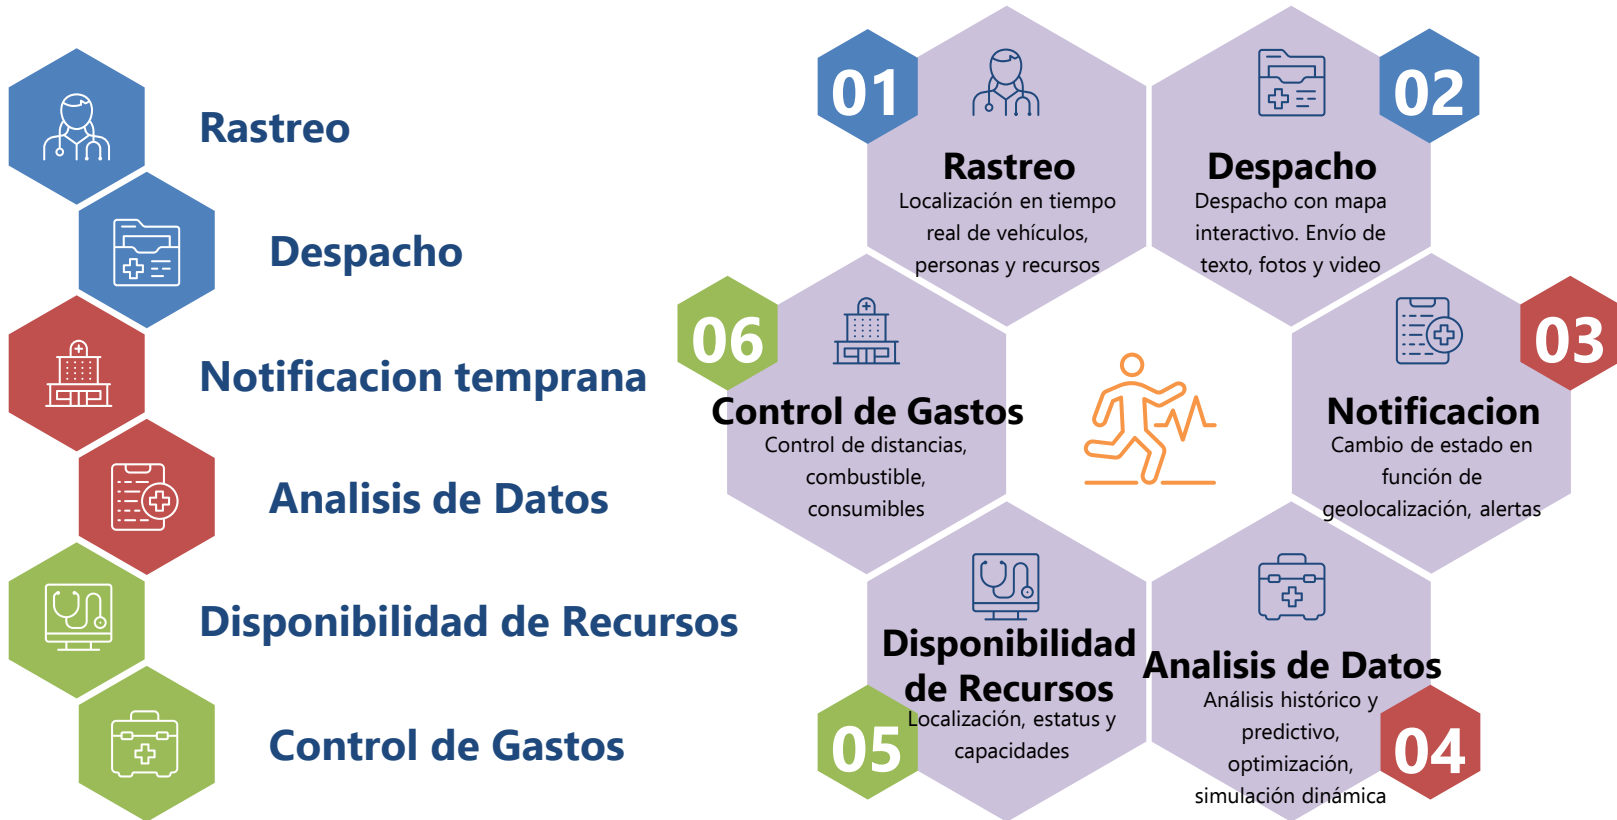 Rastreo
Despacho
Notificacion temprana
Analisis de Datos
Disponibilidad de Recursos
Control de Gastos
01
Rastreo
Localización en tiempo
real de vehículos,
personas y recursos
02
Despacho
Despacho con mapa
interactivo. Envío de
texto, fotos y video
03
Notificacion
Cambio de estado en
función de
geolocalización, alertas
04
Analisis de Datos
Análisis histórico y
predictivo,
optimización,
simulación dinámica
05
Disponibilidad
de Recursos
Localización, estatus y
capacidades
06
Control de Gastos
Control de distancias,
combustible,
consumibles